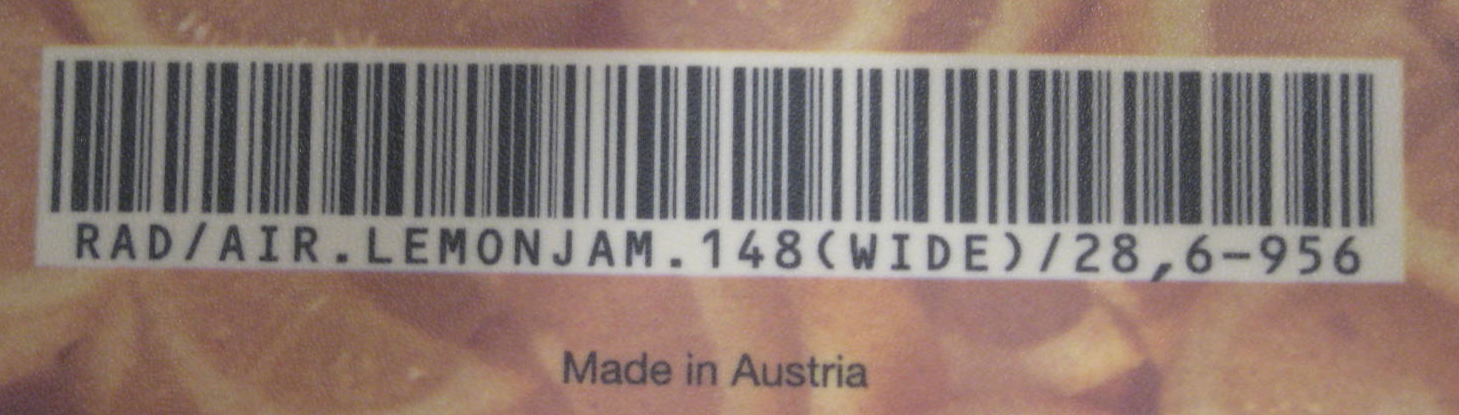 RAD/AIR.LEMONJAM.148(WIDE)/28,6-956
Made in Austria